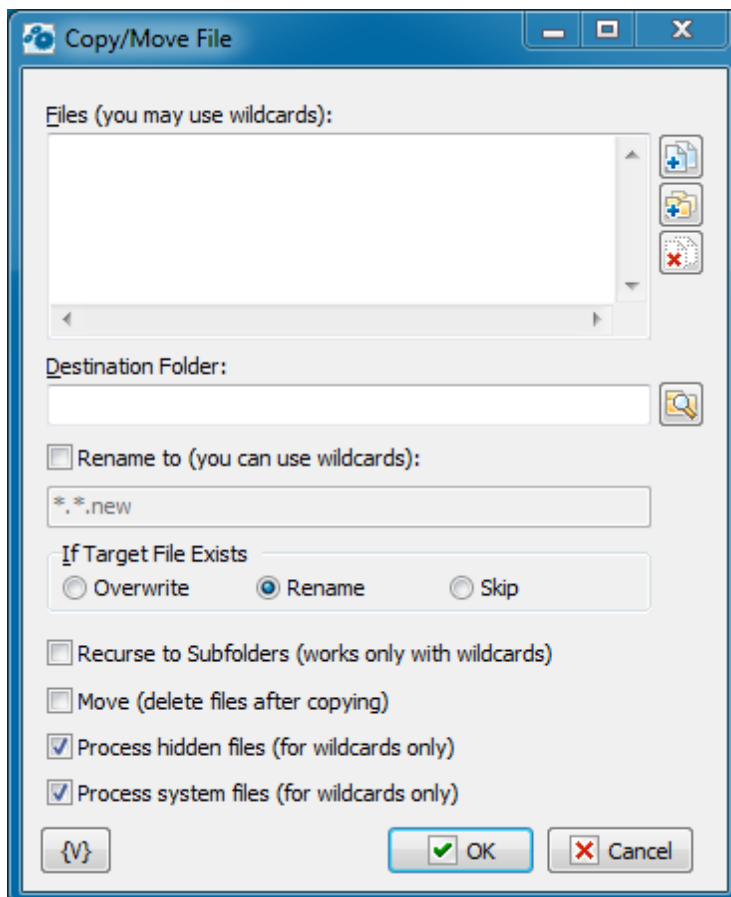 Copy/Move File
Files (you may use wildcards):
Destination Folder:
Rename to (you can use wildcards):
*.*.new
If Target File Exists
Overwrite Rename Skip
Recurse to Subfolders (works only with wildcards)
Move (delete files after copying)
Process hidden files (for wildcards only)
Process system files (for wildcards only)
{V} OK Cancel